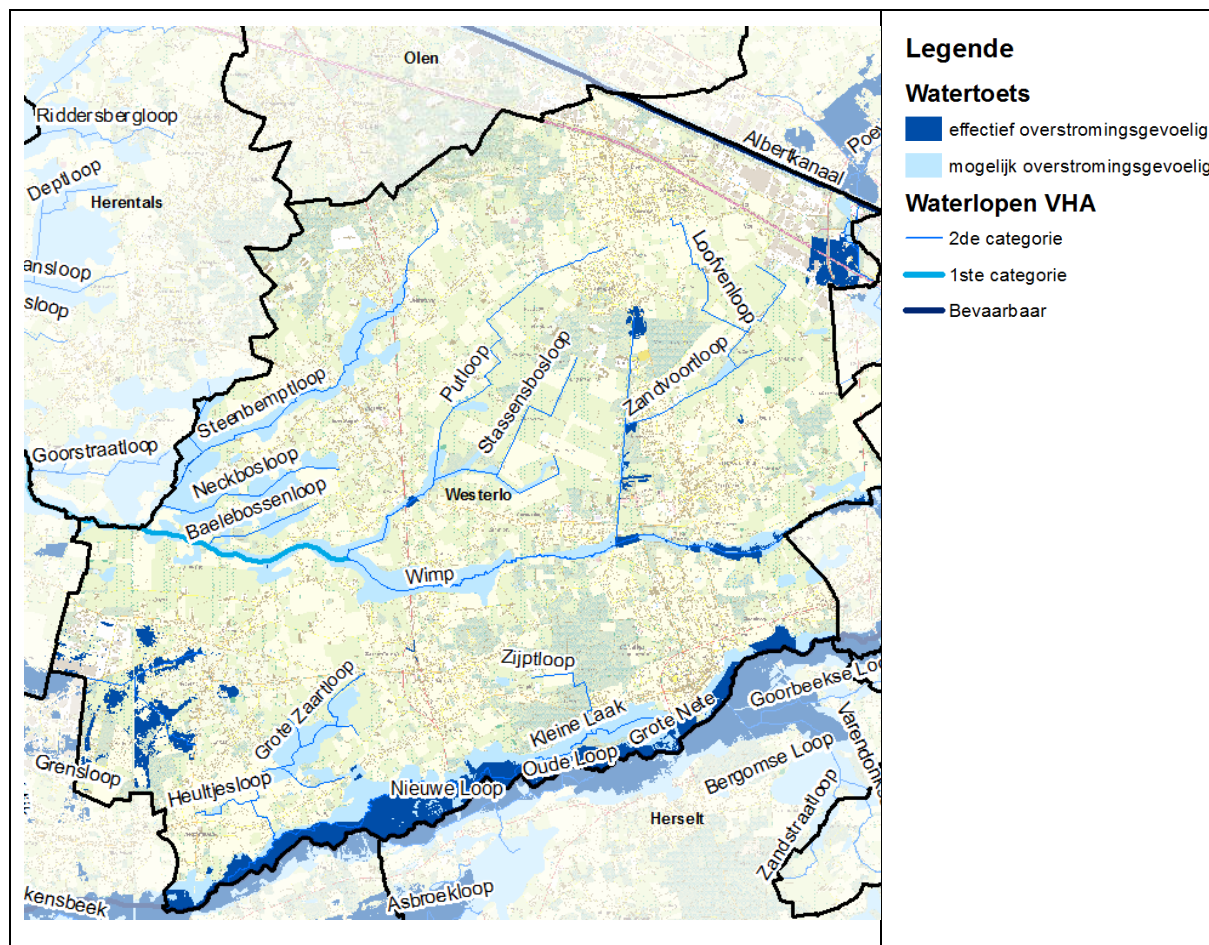 Olen
Riddersbergloop
Albertkanaal
Poe
Deptloop
Herentals
Loofvenloop
ansloop
sloop
Putloop
Stassensbosloop
Zandvoortloop
Steenbemptloop
Goorstraatloop
Neckbosloop
Baelebossenloop
Westerlo
Wimp
Zijptloop
Grote Zaartloop
Goorbeekse Loo
Kleine Laak
Grote Nete
Varendonk
Oude Loop
Grensloop
Heultjesloop
Nieuwe Loop
Bergomse Loop
Herselt
Zandstraatloop
Asbroekloop
kensbeek
Legende
Watertoets
effectief overstromingsgevoelig
mogelijk overstromingsgevoelig
Waterlopen VHA
2de categorie
1ste categorie
Bevaarbaar